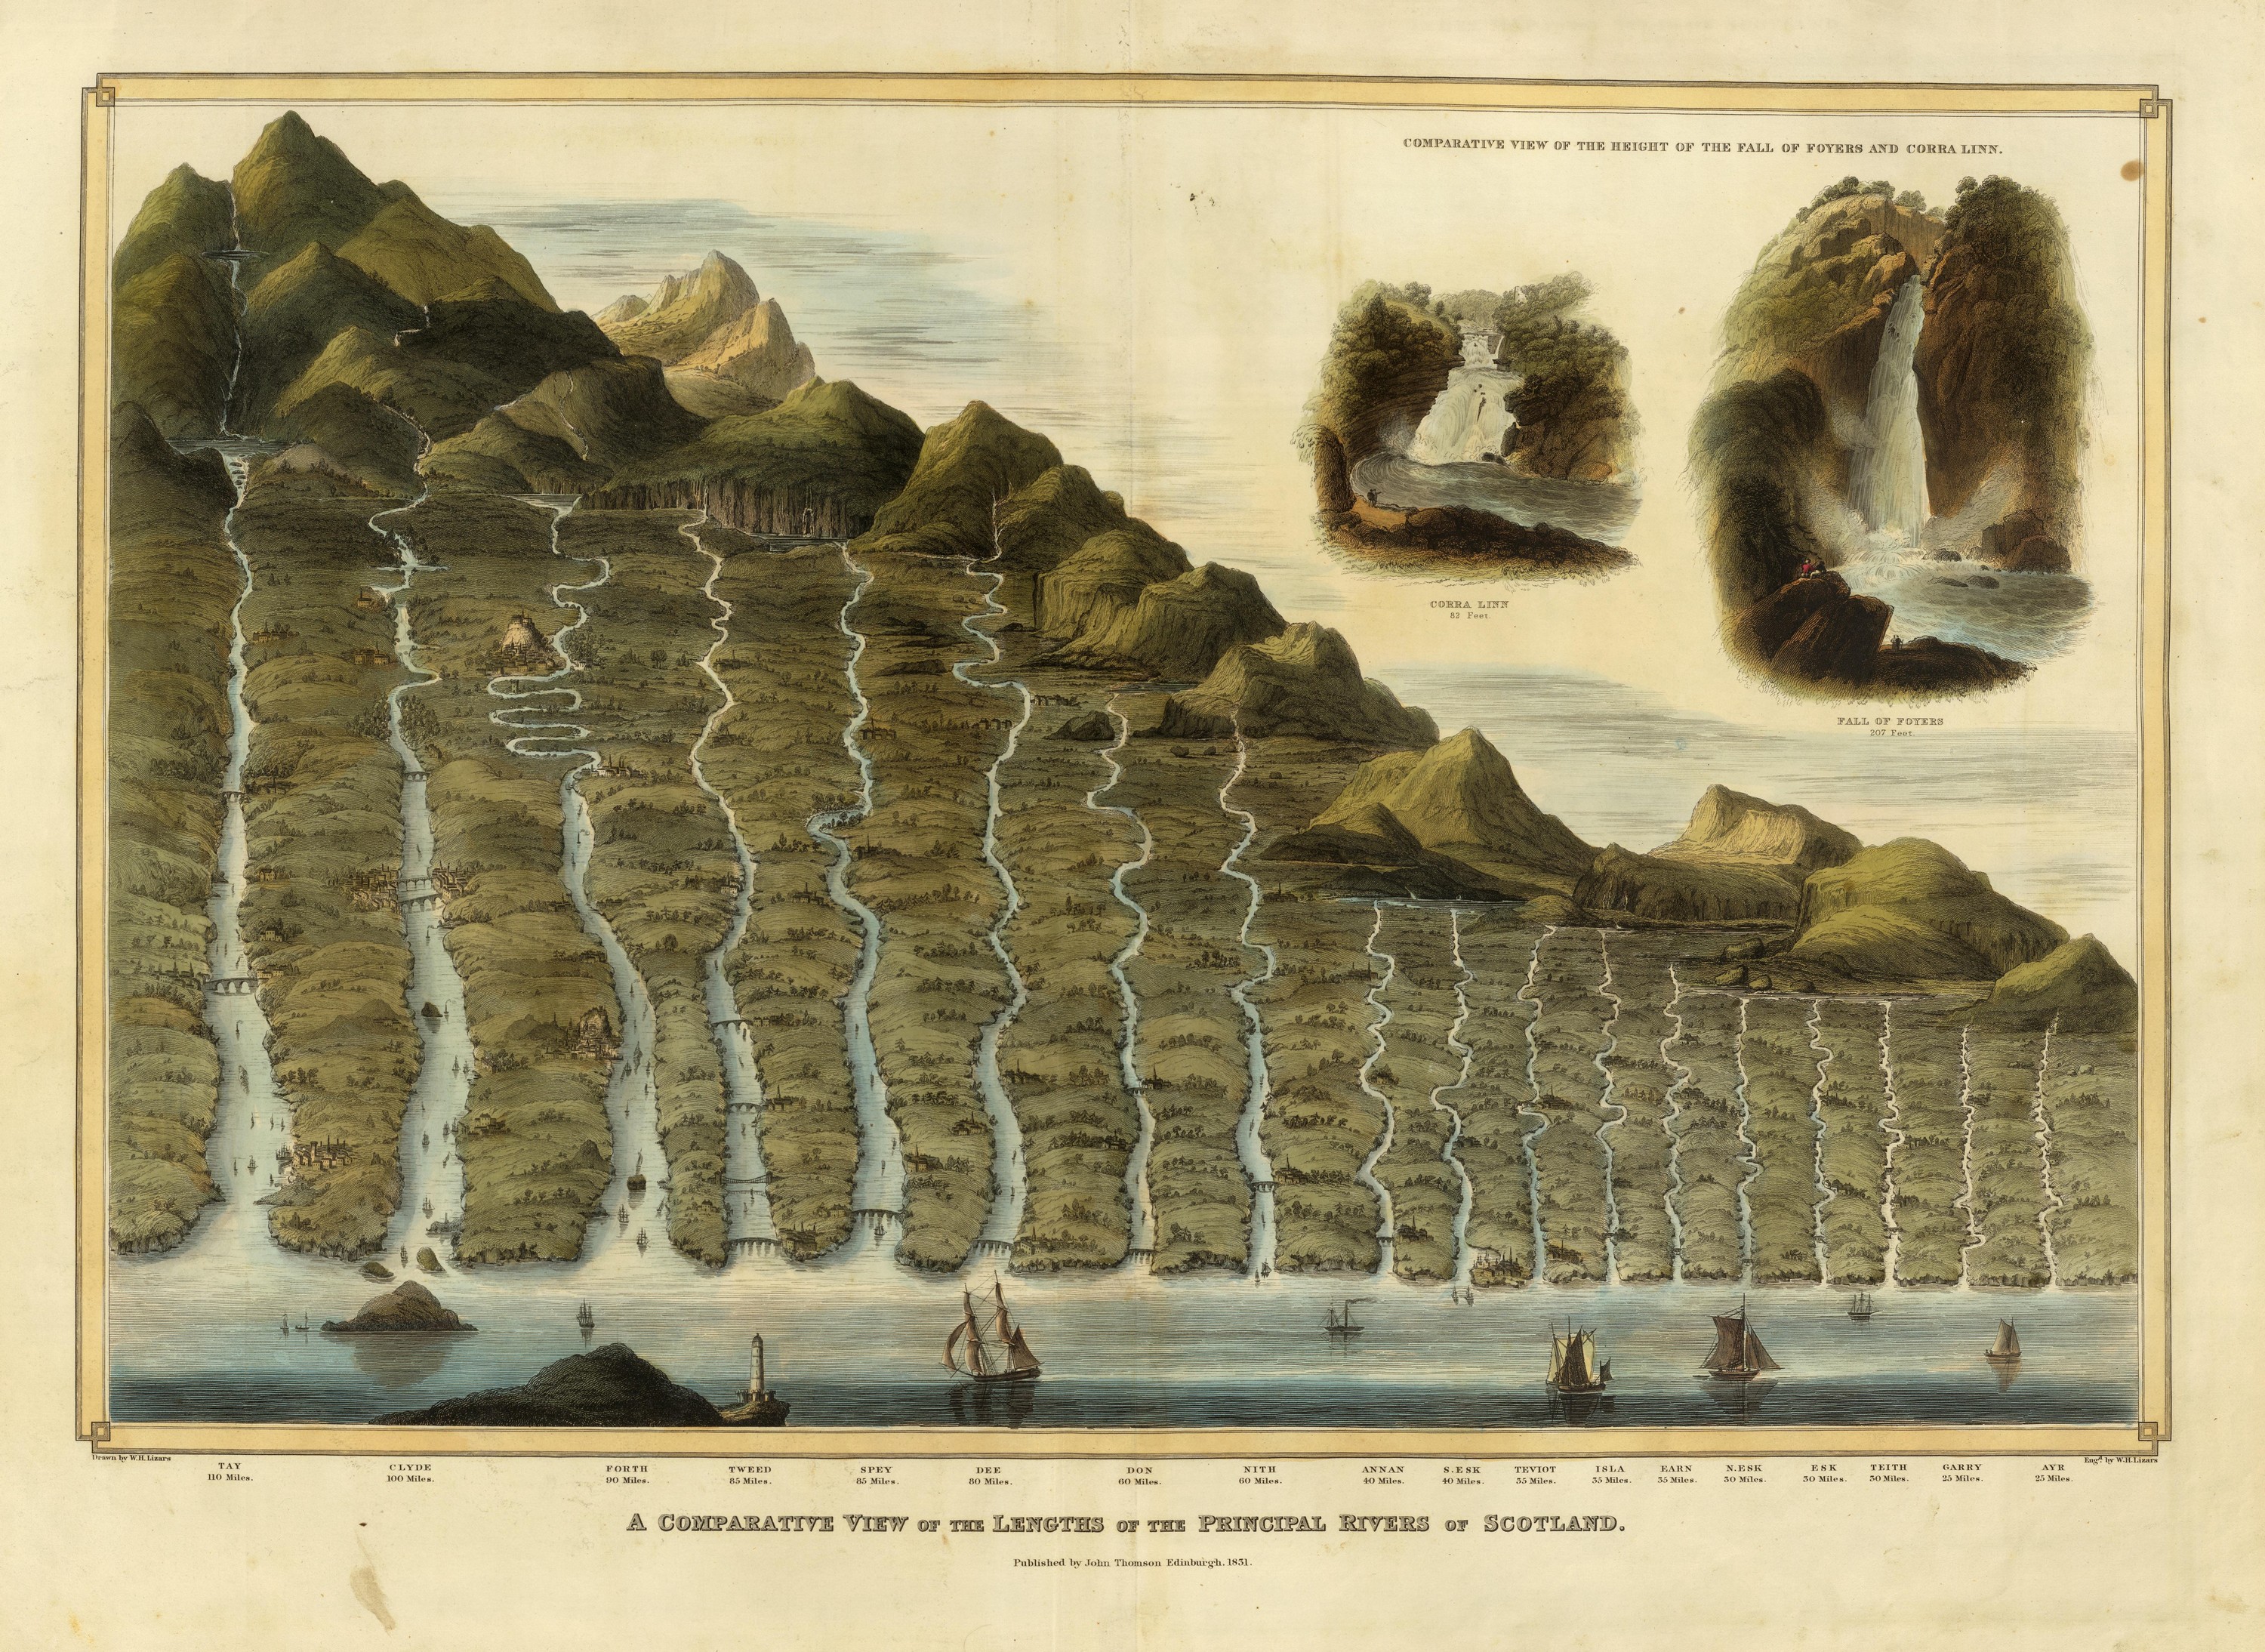 COMPARATIVE VIEW OF THE HEIGHT OF THE FALL OF FOYERS AND CORRA LINN.
CORRA LINN
82 Feet.
FALL OF FOYERS
207 Feet.
Drawn by W.H.Lizars
Engd. by W.H.Lizars
TAY
110 Miles.
CLYDE
100 Miles.
FORTH
90 Miles.
TWEED
85 Miles.
SPEY
85 Miles.
DEE
80 Miles.
DON
60 Miles.
NITH
60 Miles.
ANNAN
40 Miles.
S.ESK
40 Miles.
TEVIOT
35 Miles.
ISLA
35 Miles.
EARN
35 Miles.
N.ESK
30 Miles.
ESK
30 Miles.
TEITH
30 Miles.
GARRY
25 Miles.
AYR
25 Miles.
A COMPARATIVE VIEW OF THE LENGTHS OF THE PRINCIPAL RIVERS OF SCOTLAND.
Published by John Thomson Edinburgh. 1831.